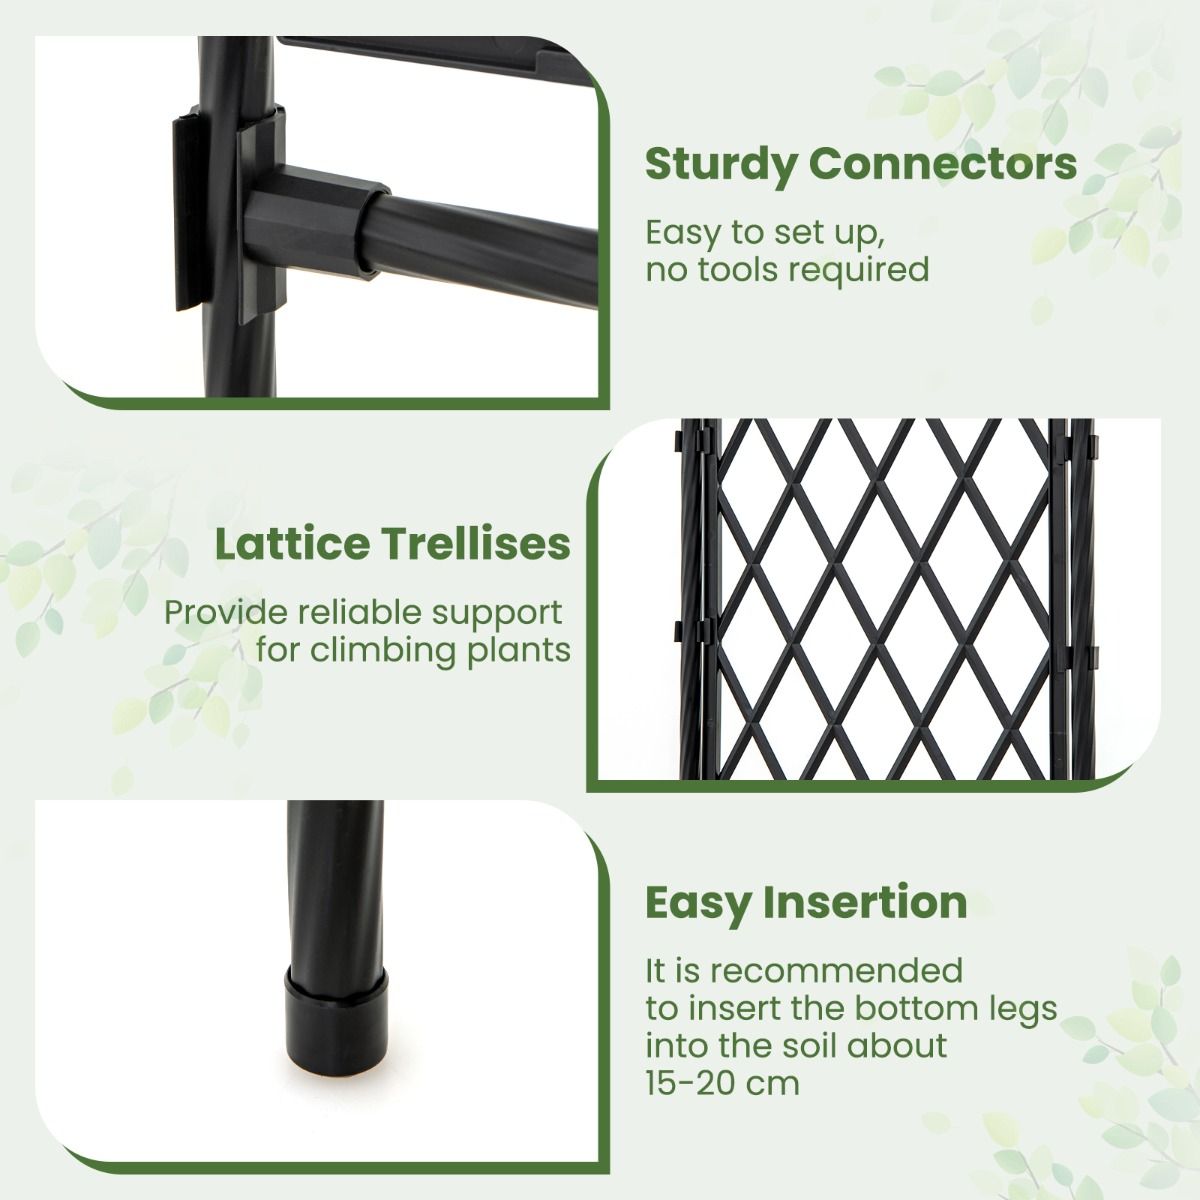 Sturdy Connectors
Easy to set up,
no tools required
Lattice Trellises
Provide reliable support
for climbing plants
Easy Insertion
It is recommended
to insert the bottom legs
into the soil about
15-20 cm